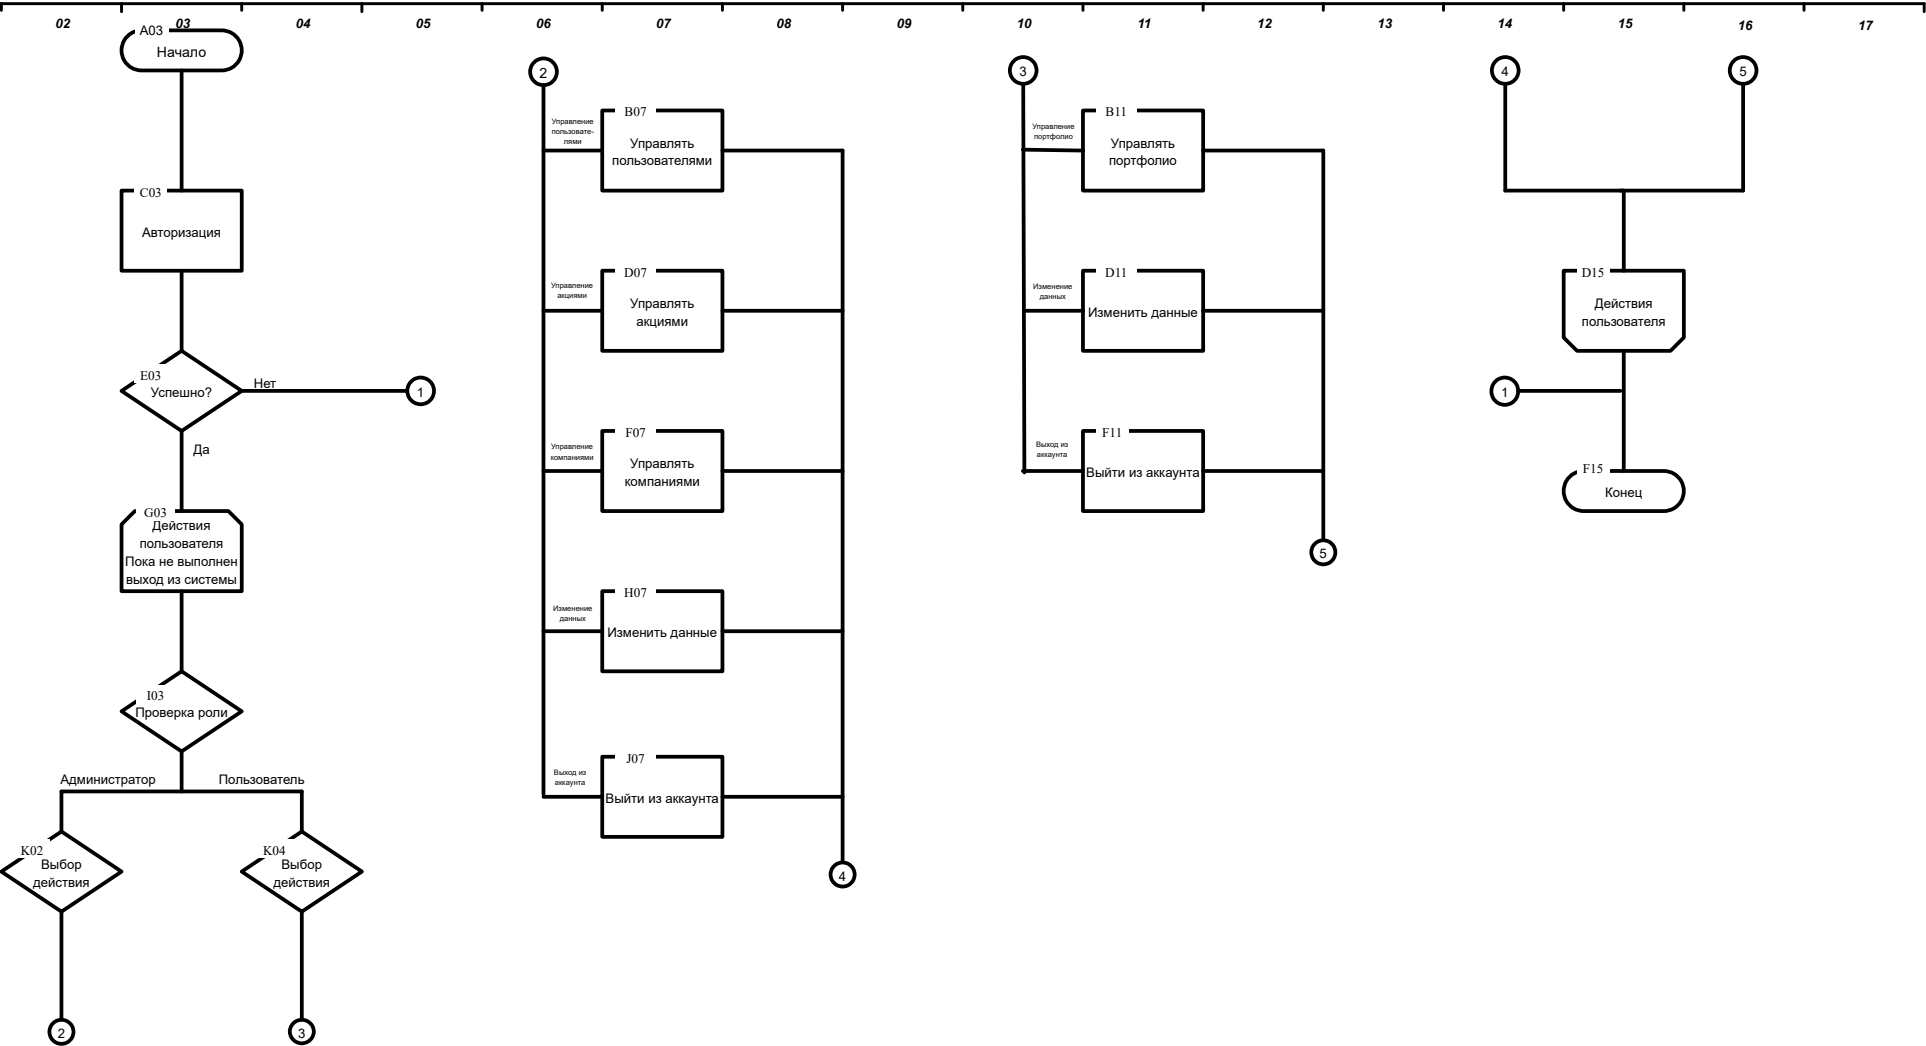 02 03 04 05 06 07 08 09 10 11 12 13 14 15 16 17
A03
Начало
C03
Авторизация
E03
Успешно?
Нет
1
Да
G03
Действия
пользователя
Пока не выполнен
выход из системы
I03
Проверка роли
Администратор
Пользователь
K02
Выбор
действия
K04
Выбор
действия
2
3
2
Управление
пользовате-
лями
B07
Управлять
пользователями
Управление
акциями
D07
Управлять
акциями
Управление
компаниями
F07
Управлять
компаниями
Изменение
данных
H07
Изменить данные
Выход из
аккаунта
J07
Выйти из аккаунта
4
3
Управление
портфолио
B11
Управлять
портфолио
Изменение
данных
D11
Изменить данные
Выход из
аккаунта
F11
Выйти из аккаунта
5
4
5
D15
Действия
пользователя
1
F15
Конец